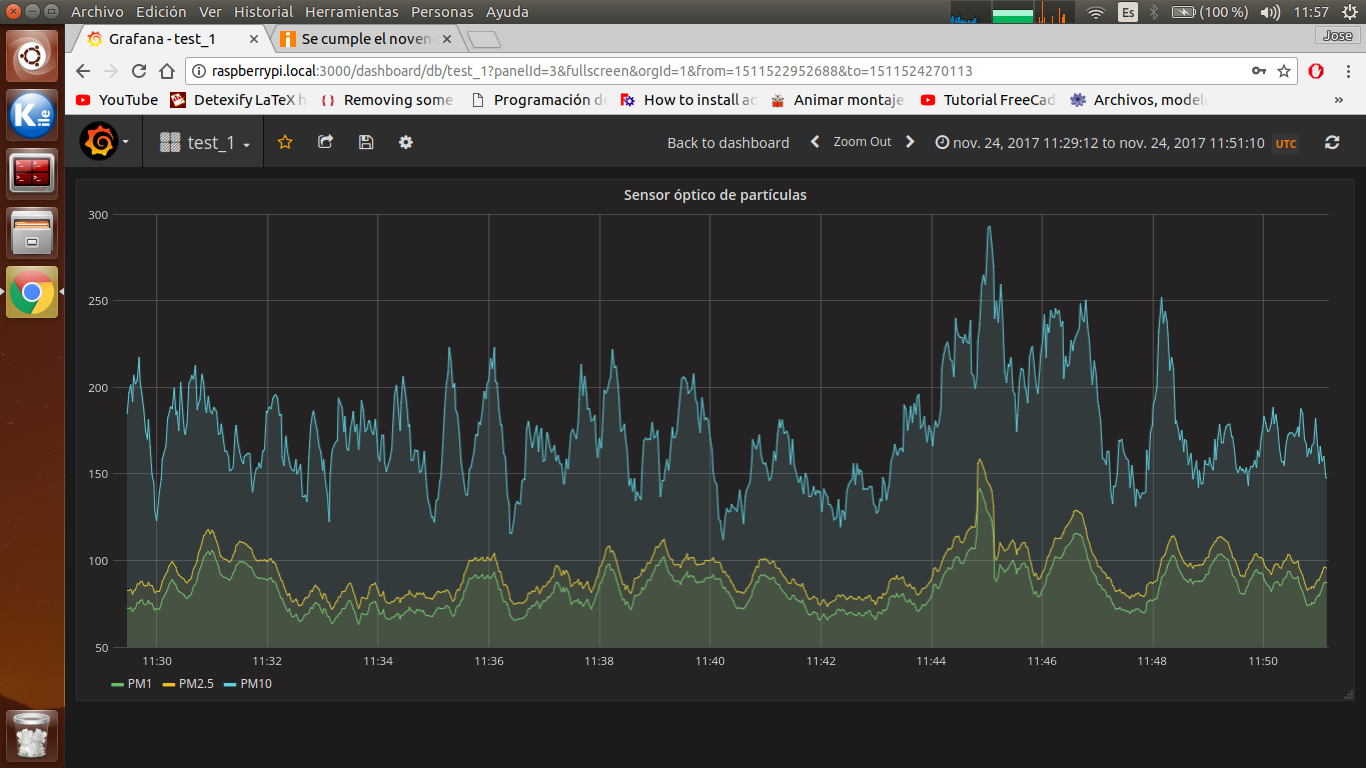 Archivo Edición Ver Historial Herramientas Personas Ayuda
Es (100 %) 11:57
Grafana - test_1
Se cumple el noven
Jose
raspberrypi.local:3000/dashboard/db/test_1?panelId=3&fullscreen&orgId=1&from=1511522952688&to=1511524270113
YouTube Detexify LaTeX h Removing some Programación de How to install ad Animar montaje Tutorial FreeCad Archivos, model »
test_1
Back to dashboard Zoom Out nov. 24, 2017 11:29:12 to nov. 24, 2017 11:51:10 UTC
Sensor óptico de partículas
300
250
200
150
100
50
11:30 11:32 11:34 11:36 11:38 11:40 11:42 11:44 11:46 11:48 11:50
PM1 PM2.5 PM10